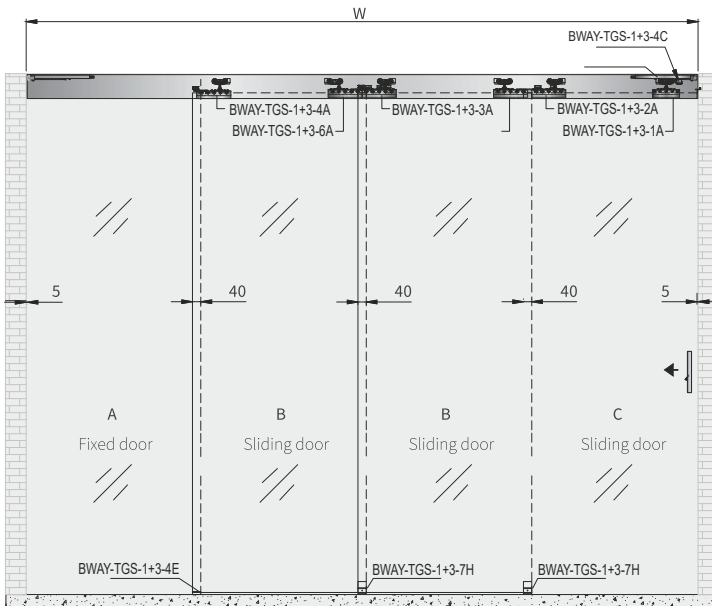 W
BWAY-TGS-1+3-4C
BWAY-TGS-1+3-4A
BWAY-TGS-1+3-3A
BWAY-TGS-1+3-2A
BWAY-TGS-1+3-6A
BWAY-TGS-1+3-1A
5
40
40
40
5
A
B
B
C
Fixed door
Sliding door
Sliding door
Sliding door
BWAY-TGS-1+3-4E
BWAY-TGS-1+3-7H
BWAY-TGS-1+3-7H